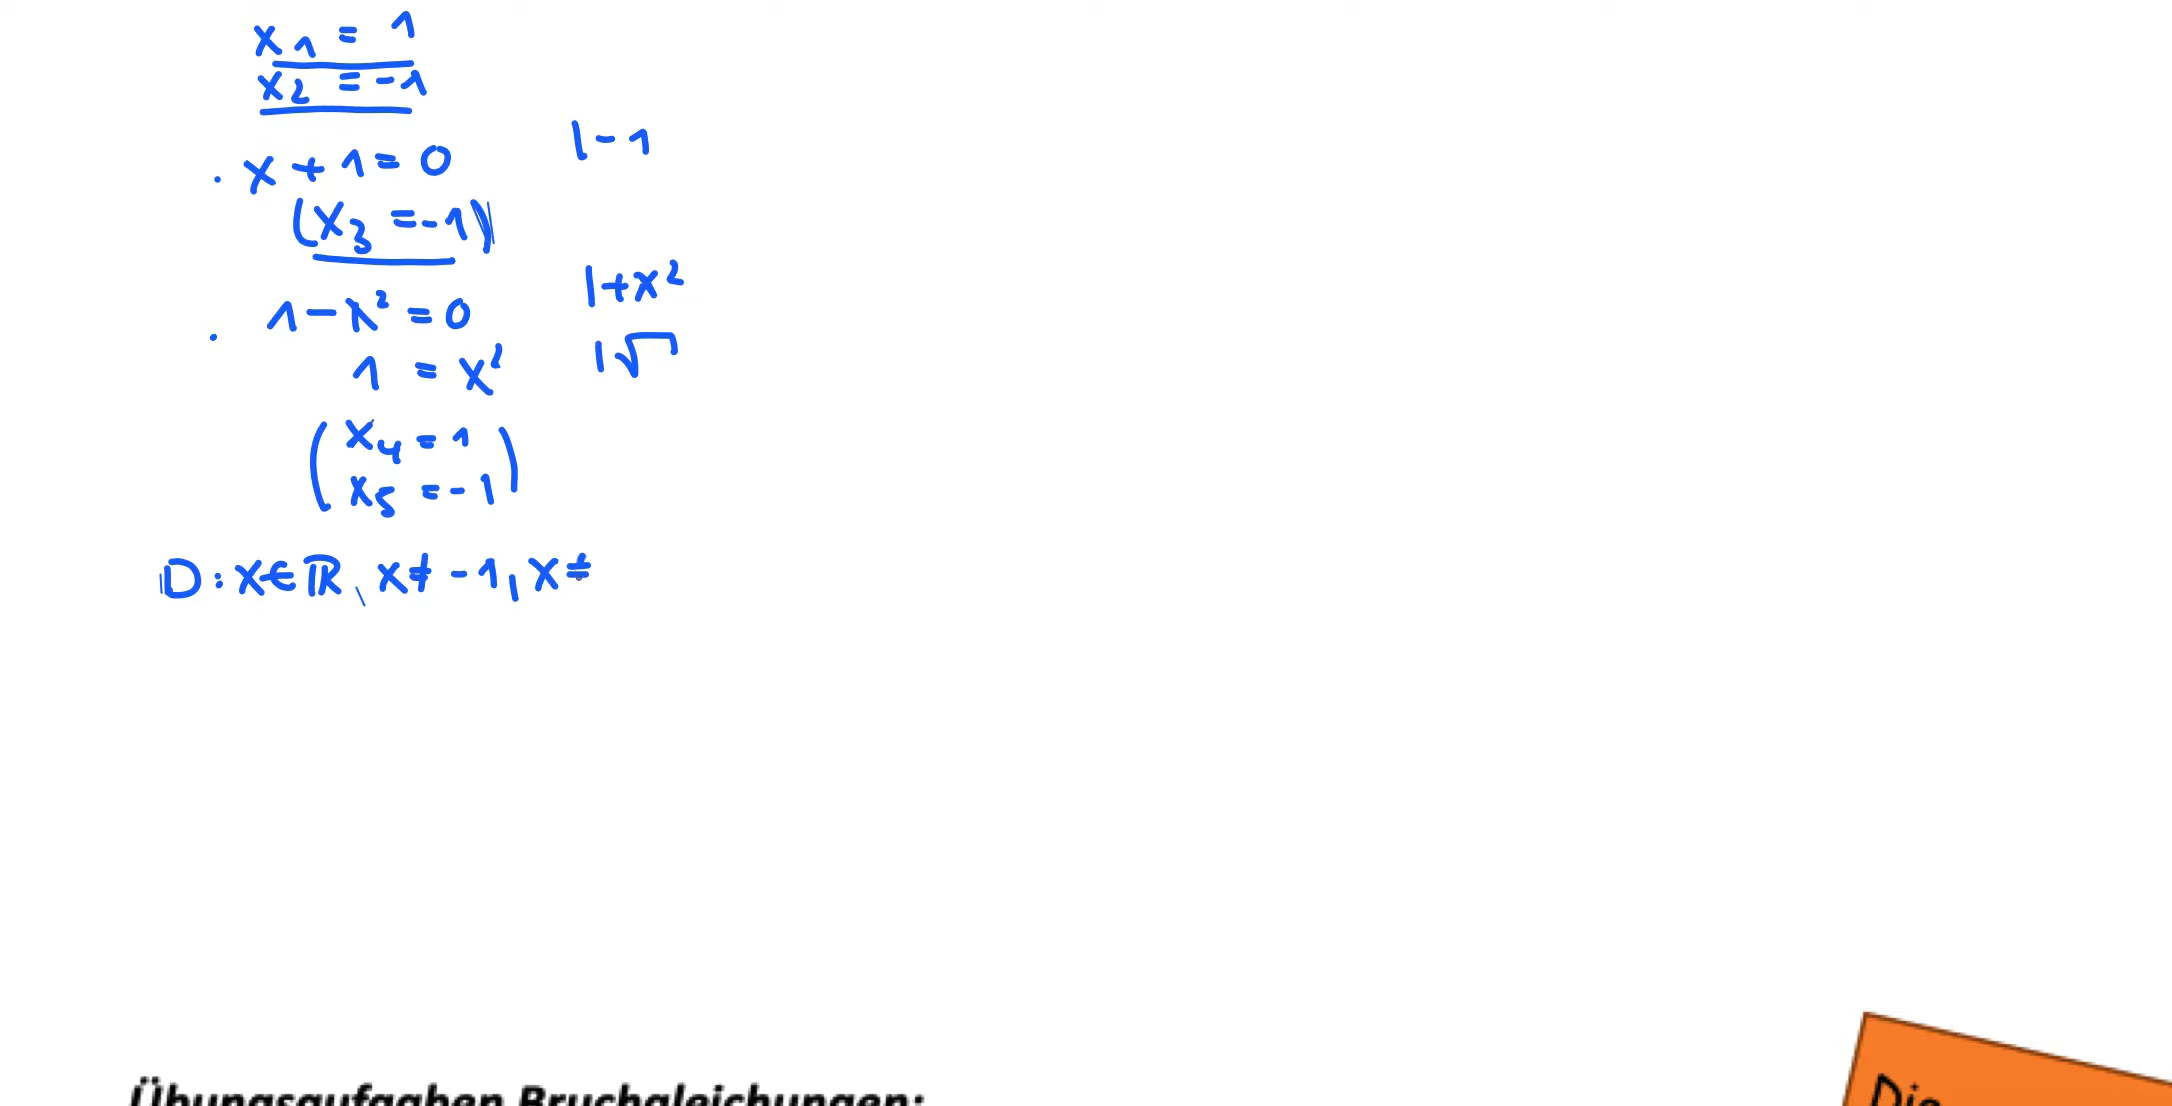 x₁ = 1
x₂ = -1
· x + 1 = 0 |-1
(x₃ = -1)
· 1 - x² = 0 |+x²
1 = x² |√
(x₄ = 1
x₅ = -1)
D: x ∈ ℝ \ x ≠ -1, x ≠
Übungsaufgaben Bruchgleichungen:
Die